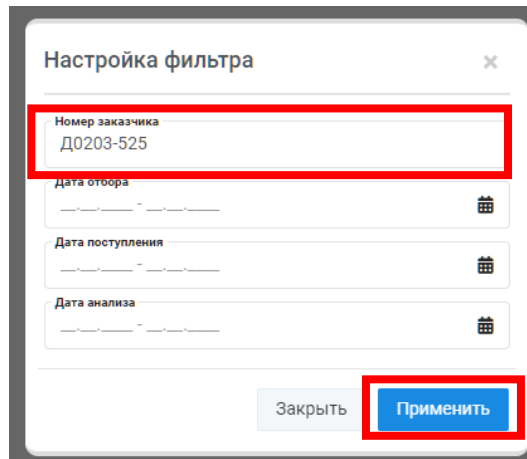 Настройка фильтра ×
Номер заказчика
Д0203-525
Дата отбора
__.__.____ - __.__.____
Дата поступления
__.__.____ - __.__.____
Дата анализа
__.__.____ - __.__.____
Закрыть Применить